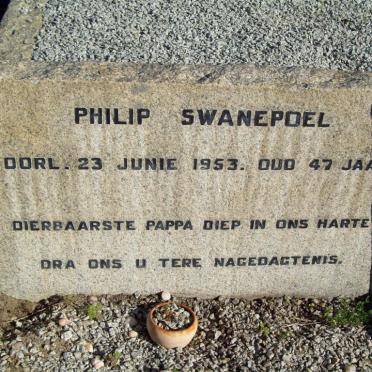 PHILIP SWANEPOEL
OORL. 23 JUNIE 1953. OUD 47 JAA
DIERBAARSTE PAPPA DIEP IN ONS HARTE
DRA ONS U TERE NAGEDAGTENIS.